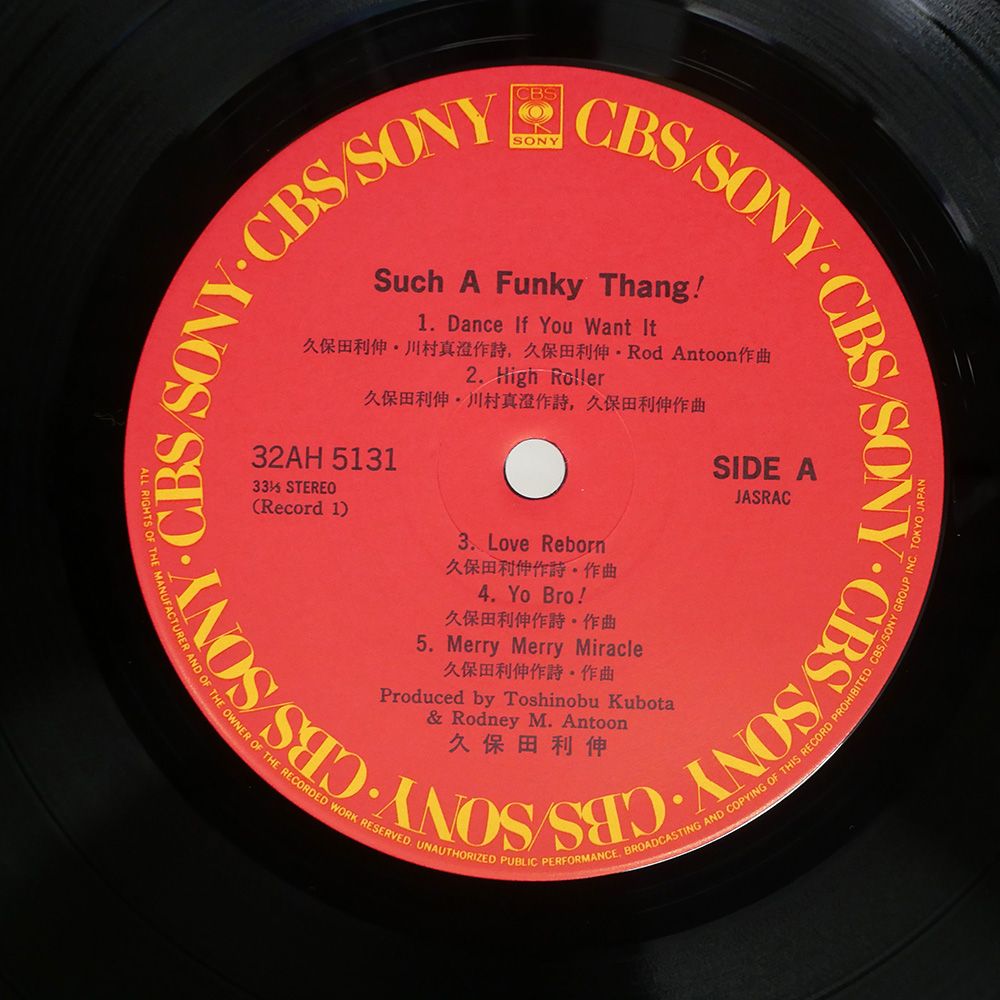 CBS
SONY
CBS/SONY · CBS/SONY · CBS/SONY · CBS/SONY · CBS/SONY · CBS/SONY · CBS/SONY · CBS/SONY · CBS/SONY · CBS/SONY
Such A Funky Thang!
1. Dance If You Want It
久保田利伸・川村真澄作詩, 久保田利伸・Rod Antoon作曲
2. High Roller
久保田利伸・川村真澄作詩, 久保田利伸作曲
32AH 5131
33⅓ STEREO
(Record 1)
SIDE A
JASRAC
3. Love Reborn
久保田利伸作詩・作曲
4. Yo Bro!
久保田利伸作詩・作曲
5. Merry Merry Miracle
久保田利伸作詩・作曲
Produced by Toshinobu Kubota
& Rodney M. Antoon
久保田利伸
ALL RIGHTS OF THE MANUFACTURER AND OF THE OWNER OF THE RECORDED WORK RESERVED. UNAUTHORIZED PUBLIC PERFORMANCE, BROADCASTING AND COPYING OF THIS RECORD PROHIBITED. CBS/SONY GROUP INC. TOKYO JAPAN